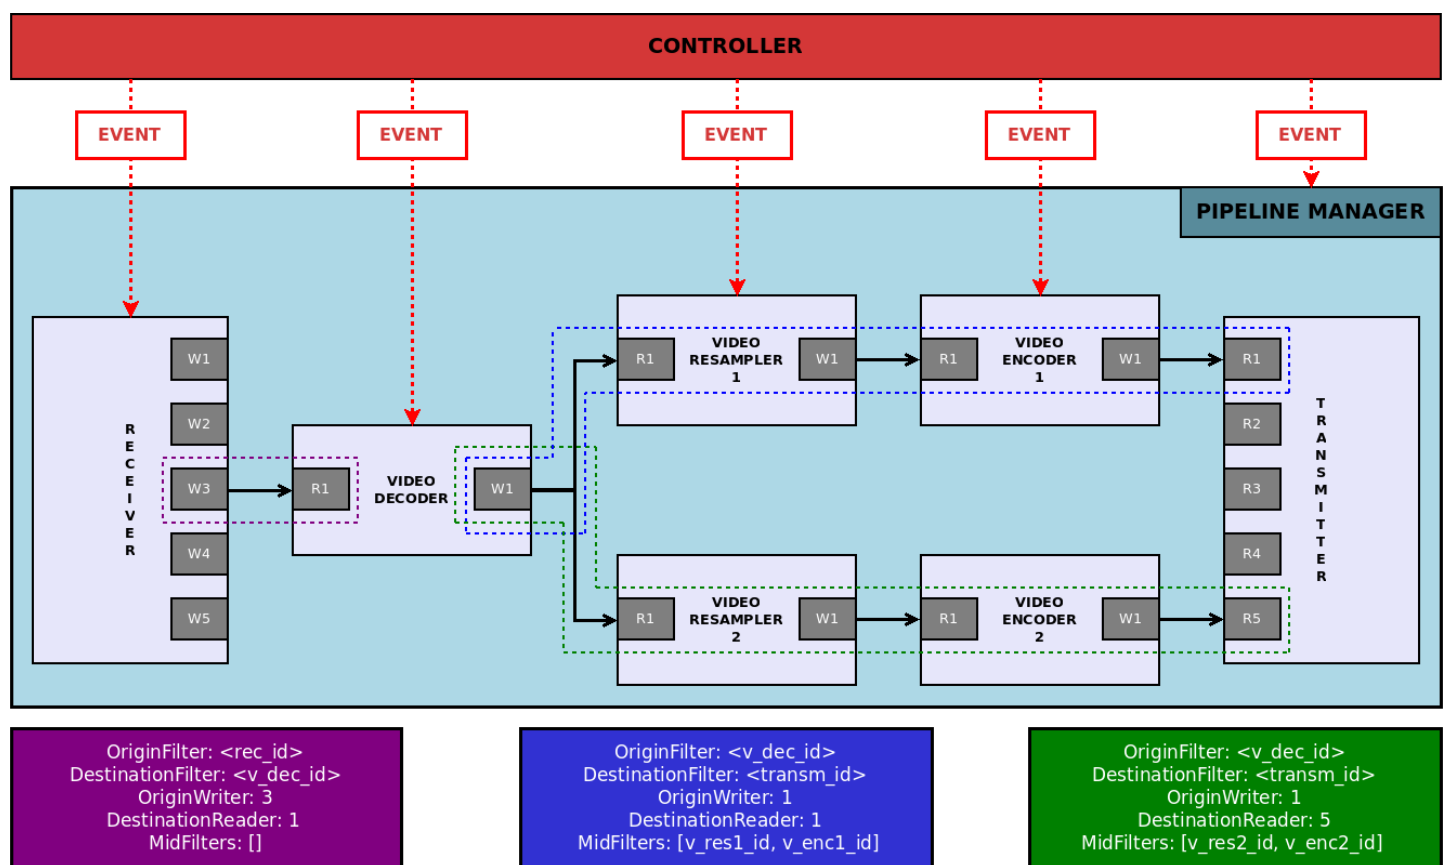 CONTROLLER
EVENT
EVENT
EVENT
EVENT
EVENT
PIPELINE MANAGER
RECEIVER
W1
W2
W3
W4
W5
R1
VIDEO
DECODER
W1
R1
VIDEO
RESAMPLER
1
W1
R1
VIDEO
ENCODER
1
W1
R1
VIDEO
RESAMPLER
2
W1
R1
VIDEO
ENCODER
2
W1
R1
R2
R3
R4
R5
TRANSMITTER
OriginFilter: <rec_id>
DestinationFilter: <v_dec_id>
OriginWriter: 3
DestinationReader: 1
MidFilters: []
OriginFilter: <v_dec_id>
DestinationFilter: <transm_id>
OriginWriter: 1
DestinationReader: 1
MidFilters: [v_res1_id, v_enc1_id]
OriginFilter: <v_dec_id>
DestinationFilter: <transm_id>
OriginWriter: 1
DestinationReader: 5
MidFilters: [v_res2_id, v_enc2_id]